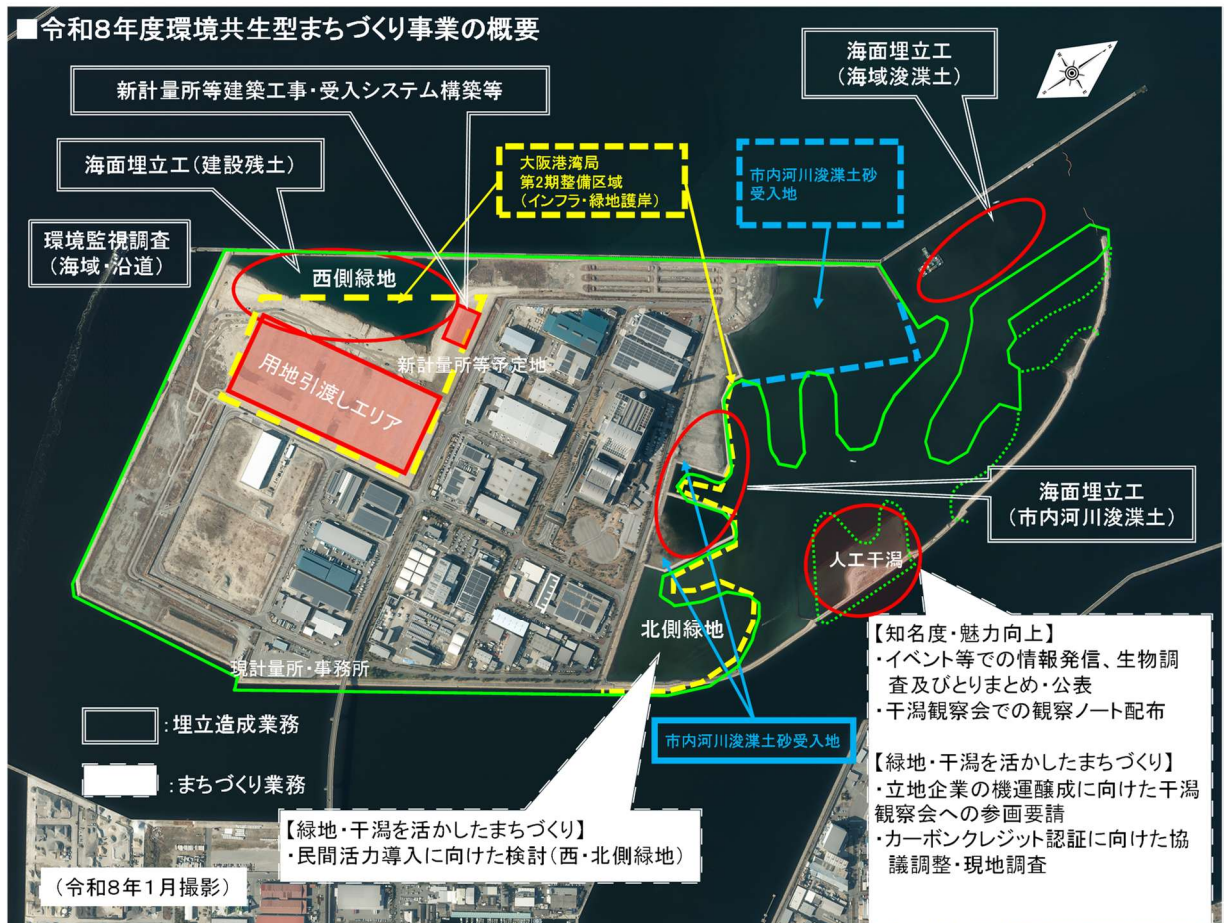 ■令和8年度環境共生型まちづくり事業の概要
新計量所等建築工事・受入システム構築等
海面埋立工(建設残土)
環境監視調査
(海域・沿道)
大阪港湾局
第2期整備区域
(インフラ・緑地護岸)
市内河川浚渫土砂
受入地
海面埋立工
(海域浚渫土)
西側緑地
新計量所等予定地
用地引渡しエリア
海面埋立工
(市内河川浚渫土)
人工干潟
北側緑地
現計量所・事務所
市内河川浚渫土砂受入地
:埋立造成業務
:まちづくり業務
【緑地・干潟を活かしたまちづくり】
・民間活力導入に向けた検討(西・北側緑地)
【知名度・魅力向上】
・イベント等での情報発信、生物調
査及びとりまとめ・公表
・干潟観察会での観察ノート配布
【緑地・干潟を活かしたまちづくり】
・立地企業の機運醸成に向けた干潟
観察会への参画要請
・カーボンクレジット認証に向けた協
議調整・現地調査
(令和8年1月撮影)